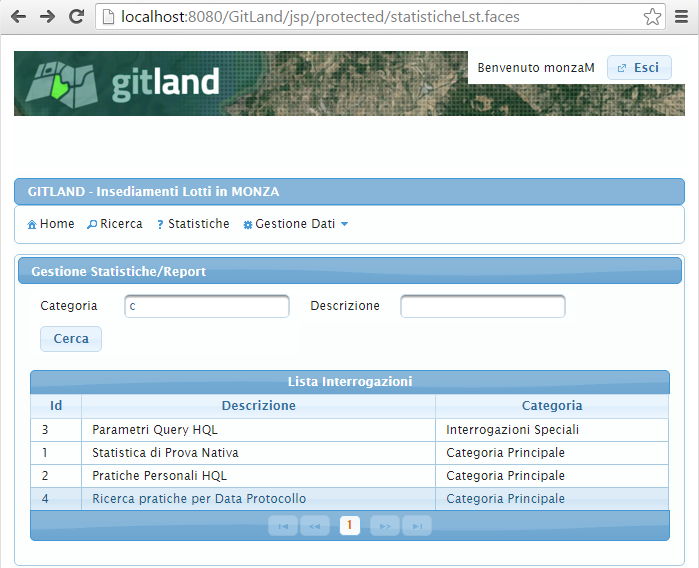 localhost:8080/GitLand/jsp/protected/statisticheLst.faces
gitland
Benvenuto monzaM Esci
GITLAND - Insediamenti Lotti in MONZA
Home Ricerca ? Statistiche Gestione Dati
Gestione Statistiche/Report
Categoria c Descrizione
Cerca
Lista Interrogazioni
Id Descrizione Categoria
3 Parametri Query HQL Interrogazioni Speciali
1 Statistica di Prova Nativa Categoria Principale
2 Pratiche Personali HQL Categoria Principale
4 Ricerca pratiche per Data Protocollo Categoria Principale
1